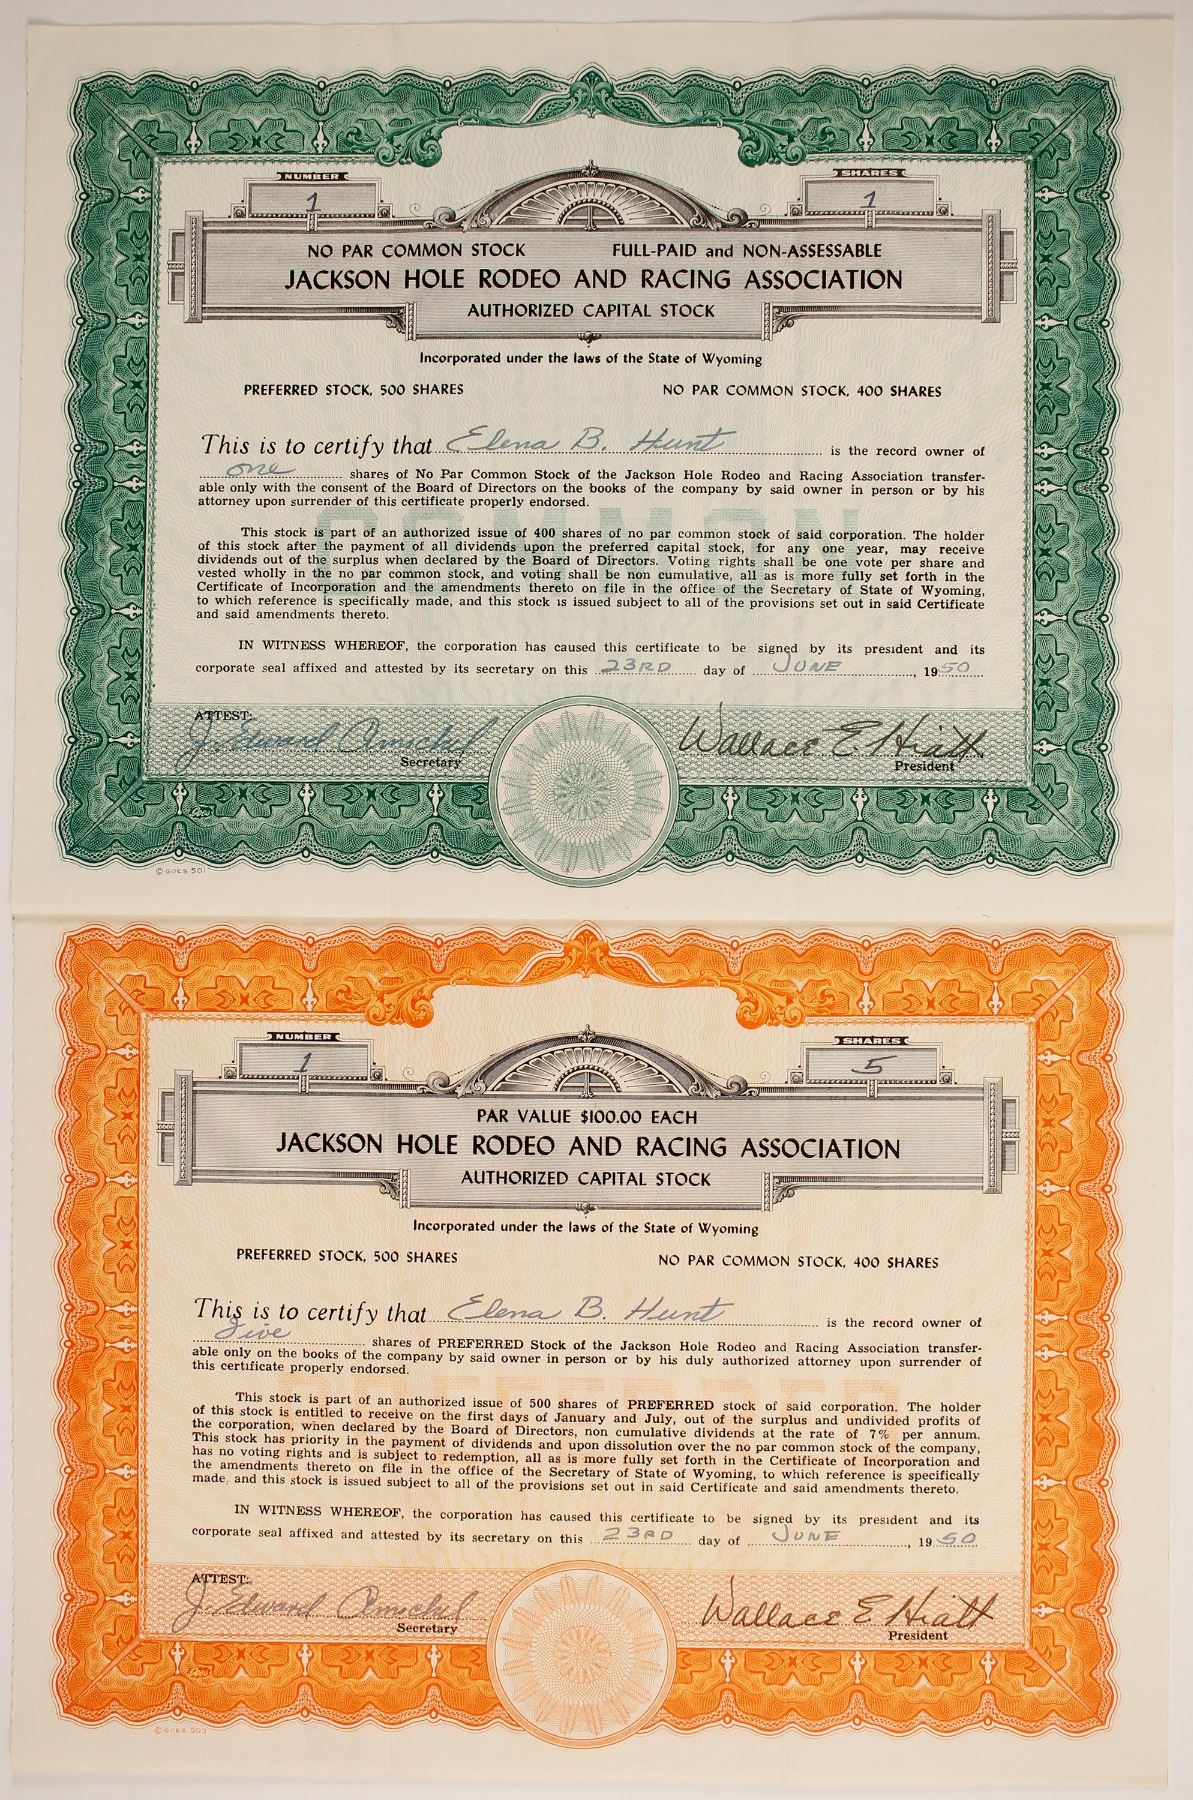 NUMBER
1
SHARES
1
NO PAR COMMON STOCK FULL-PAID and NON-ASSESSABLE
JACKSON HOLE RODEO AND RACING ASSOCIATION
AUTHORIZED CAPITAL STOCK
Incorporated under the laws of the State of Wyoming
PREFERRED STOCK, 500 SHARES NO PAR COMMON STOCK, 400 SHARES
This is to certify that Elena B. Hunt is the record owner of
one shares of No Par Common Stock of the Jackson Hole Rodeo and Racing Association transfer-
able only with the consent of the Board of Directors on the books of the company by said owner in person or by his
attorney upon surrender of this certificate properly endorsed.
COMMON
This stock is part of an authorized issue of 400 shares of no par common stock of said corporation. The holder
of this stock after the payment of all dividends upon the preferred capital stock, for any one year, may receive
dividends out of the surplus when declared by the Board of Directors. Voting rights shall be one vote per share and
vested wholly in the no par common stock, and voting shall be non cumulative, all as is more fully set forth in the
Certificate of Incorporation and the amendments thereto on file in the office of the Secretary of State of Wyoming,
to which reference is specifically made, and this stock is issued subject to all of the provisions set out in said Certificate
and said amendments thereto.
IN WITNESS WHEREOF, the corporation has caused this certificate to be signed by its president and its
corporate seal affixed and attested by its secretary on this 23RD day of JUNE, 1950
ATTEST:
J. Edward
Secretary
Wallace E. Hiatt
President
© GOES 501
NUMBER
1
SHARES
5
PAR VALUE $100.00 EACH
JACKSON HOLE RODEO AND RACING ASSOCIATION
AUTHORIZED CAPITAL STOCK
Incorporated under the laws of the State of Wyoming
PREFERRED STOCK, 500 SHARES NO PAR COMMON STOCK, 400 SHARES
This is to certify that Elena B. Hunt is the record owner of
five shares of PREFERRED Stock of the Jackson Hole Rodeo and Racing Association transfer-
able only on the books of the company by said owner in person or by his duly authorized attorney upon surrender of
this certificate properly endorsed.
PREFERRED
This stock is part of an authorized issue of 500 shares of PREFERRED stock of said corporation. The holder
of this stock is entitled to receive on the first days of January and July, out of the surplus and undivided profits of
the corporation, when declared by the Board of Directors, non cumulative dividends at the rate of 7% per annum.
This stock has priority in the payment of dividends and upon dissolution over the no par common stock of the company,
has no voting rights and is subject to redemption, all as is more fully set forth in the Certificate of Incorporation and
the amendments thereto on file in the office of the Secretary of State of Wyoming, to which reference is specifically
made, and this stock is issued subject to all of the provisions set out in said Certificate and said amendments thereto.
IN WITNESS WHEREOF, the corporation has caused this certificate to be signed by its president and its
corporate seal affixed and attested by its secretary on this 23RD day of JUNE, 1950
ATTEST:
J. Edward
Secretary
Wallace E Hiatt
President
© GOES 503